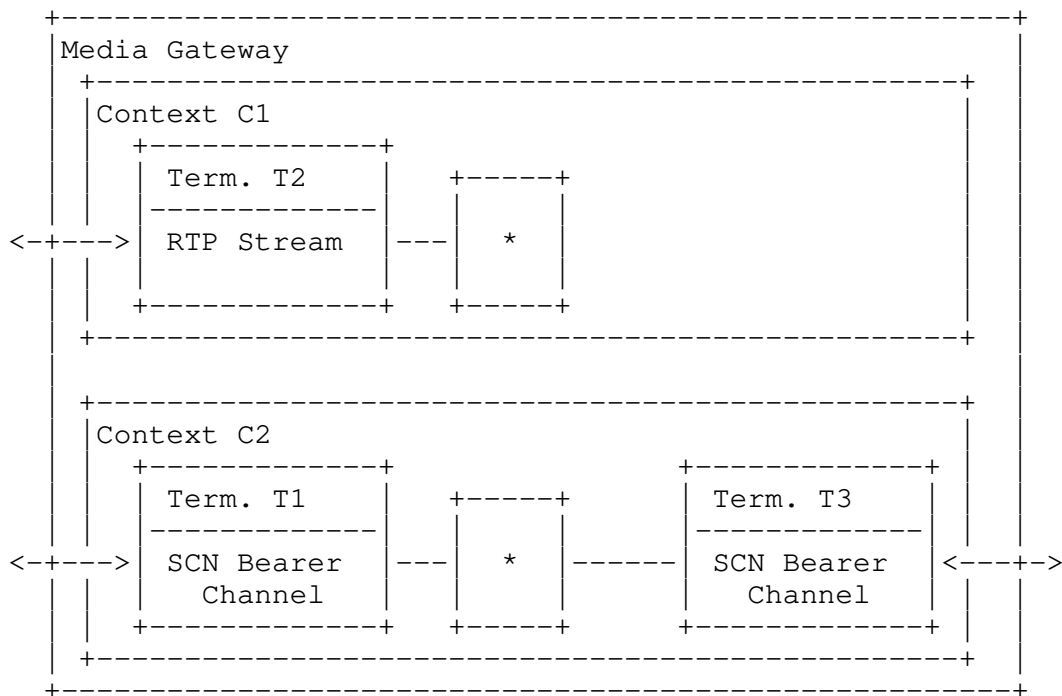 Media Gateway
Context C1
Term. T2
RTP Stream
*
Context C2
Term. T1
Term. T3
SCN Bearer
*
SCN Bearer
Channel
Channel